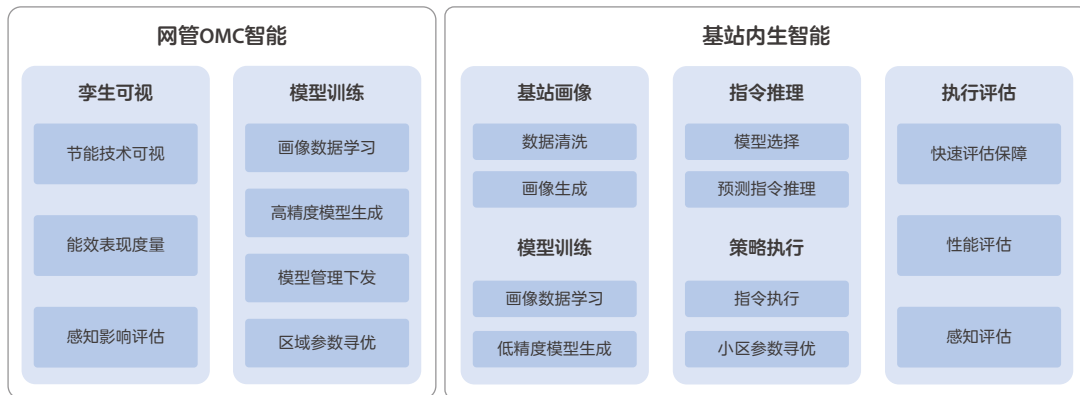 网管OMC智能
孪生可视
节能技术可视
能效表现度量
感知影响评估
模型训练
画像数据学习
高精度模型生成
模型管理下发
区域参数寻优
基站内生智能
基站画像
数据清洗
画像生成
模型训练
画像数据学习
低精度模型生成
指令推理
模型选择
预测指令推理
策略执行
指令执行
小区参数寻优
执行评估
快速评估保障
性能评估
感知评估